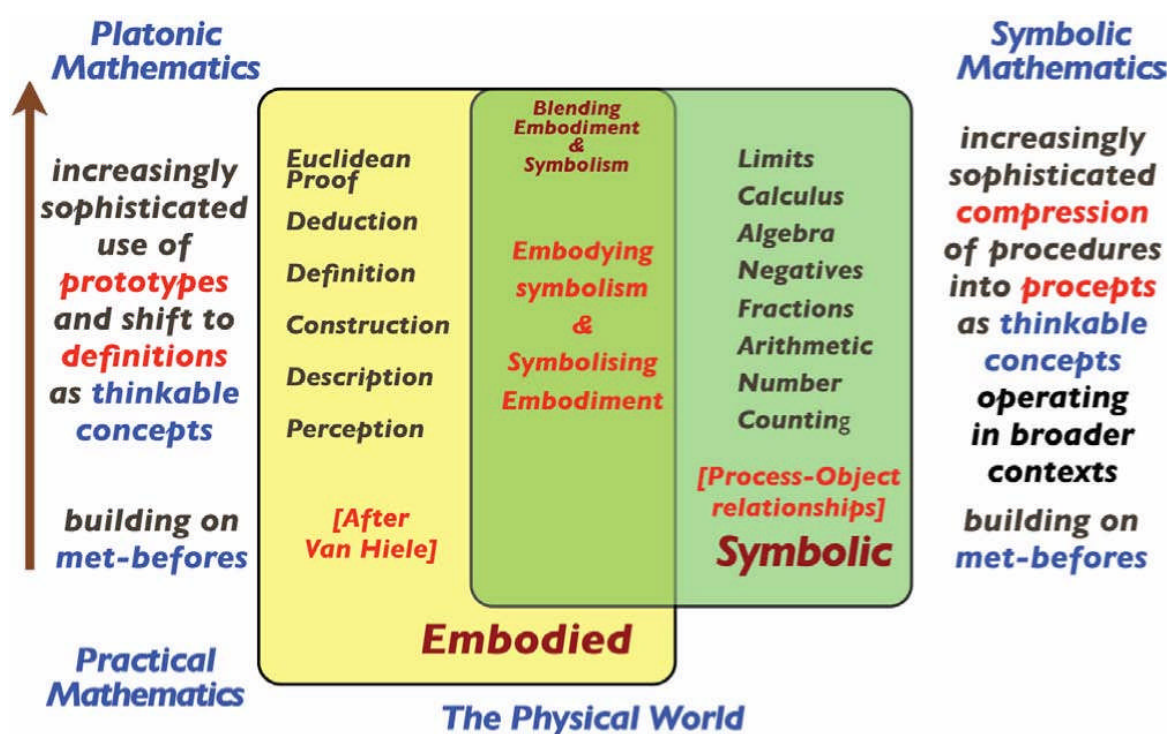 Platonic
Mathematics
increasingly
sophisticated
use of
prototypes
and shift to
definitions
as thinkable
concepts
building on
met-befores
Practical
Mathematics
Euclidean
Proof
Deduction
Definition
Construction
Description
Perception
[After
Van Hiele]
Embodied
Blending
Embodiment
&
Symbolism
Embodying
symbolism
&
Symbolising
Embodiment
Limits
Calculus
Algebra
Negatives
Fractions
Arithmetic
Number
Counting
[Process-Object
relationships]
Symbolic
Symbolic
Mathematics
increasingly
sophisticated
compression
of procedures
into procepts
as thinkable
concepts
operating
in broader
contexts
building on
met-befores
The Physical World